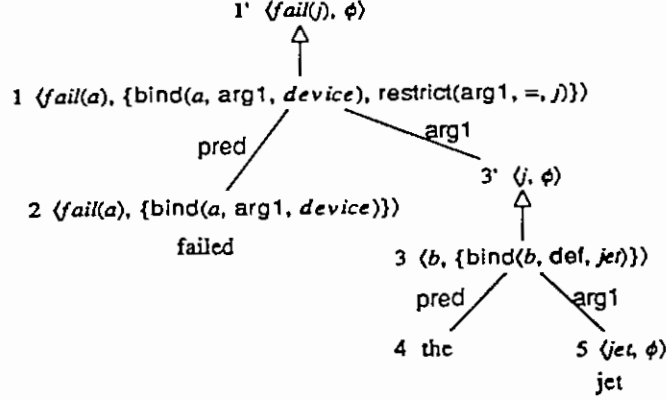 1' ⟨fail(j), ϕ⟩
1 ⟨fail(a), {bind(a, arg1, device), restrict(arg1, =, j)}⟩
pred
arg1
3' ⟨j, ϕ⟩
2 ⟨fail(a), {bind(a, arg1, device)}⟩
failed
3 ⟨b, {bind⟨b, def, jet⟩}⟩
pred
arg1
4 the
5 ⟨jet, ϕ⟩
jet